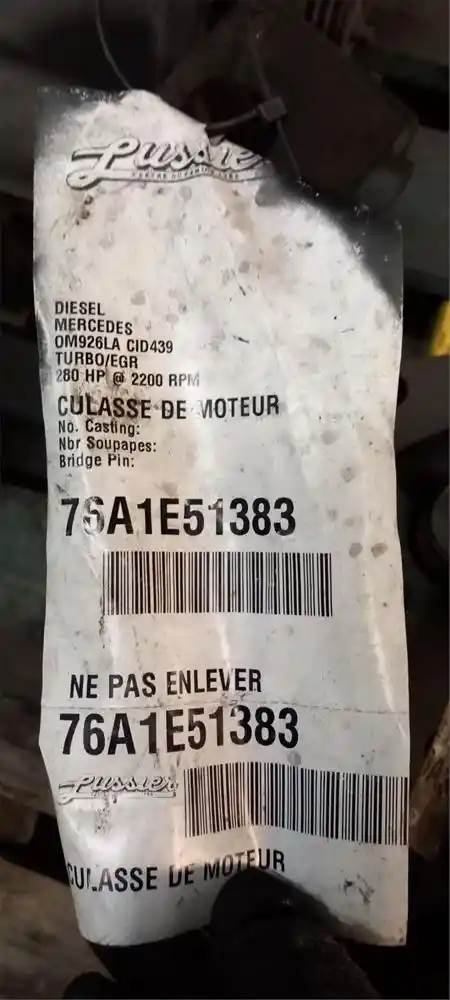 Lussier
DIESEL
MERCEDES
OM926LA CID439
TURBO/EGR
280 HP @ 2200 RPM
CULASSE DE MOTEUR
No. Casting:
Nbr Soupapes:
Bridge Pin:
76A1E51383
NE PAS ENLEVER
76A1E51383
Lussier
CULASSE DE MOTEUR